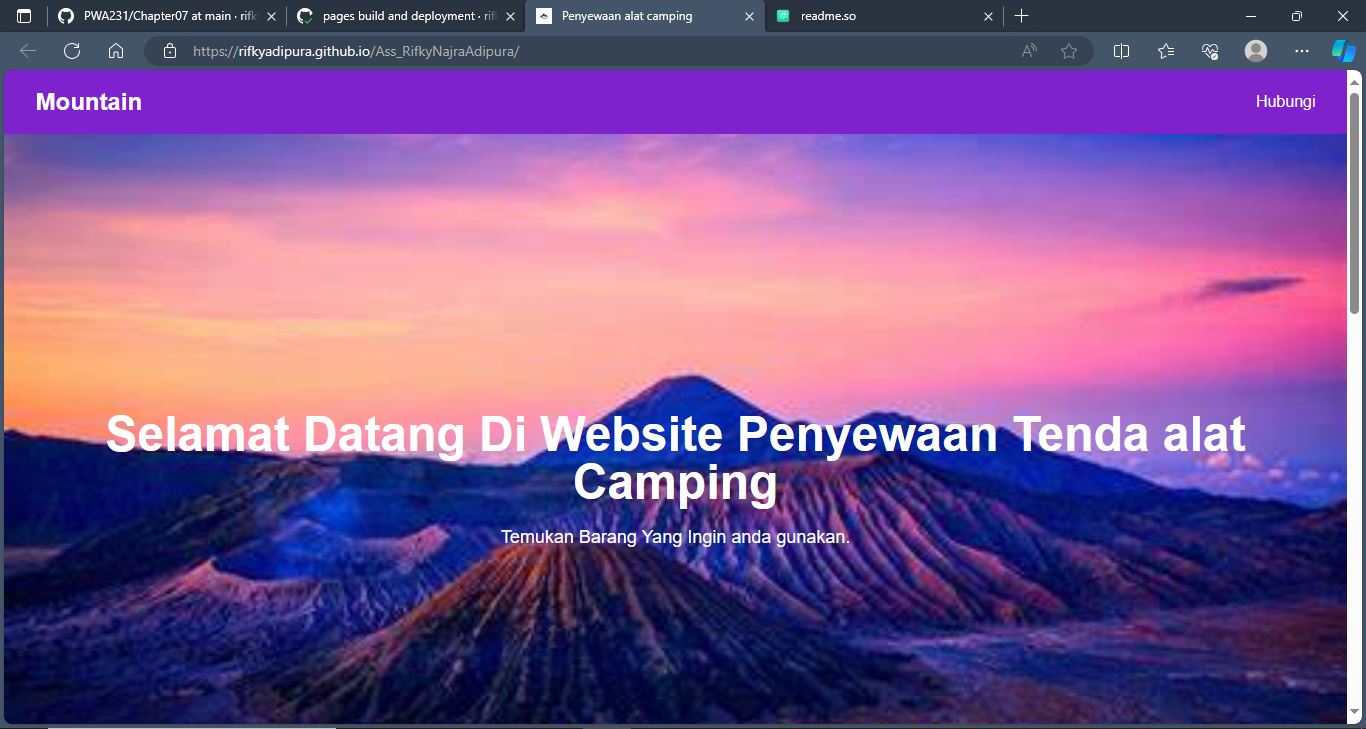 PWA231/Chapter07 at main · rifk
pages build and deployment · rif
Penyewaan alat camping
readme.so
https://rifkyadipura.github.io/Ass_RifkyNajraAdipura/
Mountain
Hubungi
Selamat Datang Di Website Penyewaan Tenda alat
Camping
Temukan Barang Yang Ingin anda gunakan.